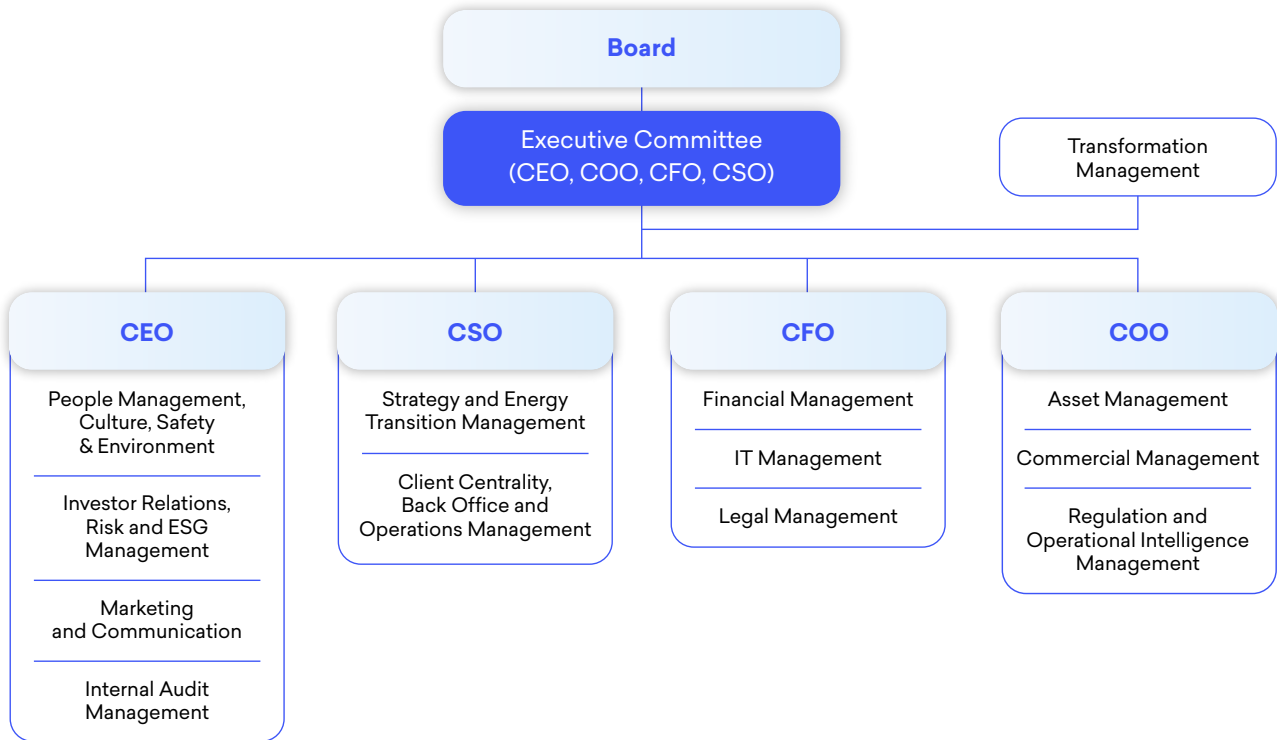 Board
Executive Committee
(CEO, COO, CFO, CSO)
Transformation
Management
CEO
People Management,
Culture, Safety
& Environment
Investor Relations,
Risk and ESG
Management
Marketing
and Communication
Internal Audit
Management
CSO
Strategy and Energy
Transition Management
Client Centrality,
Back Office and
Operations Management
CFO
Financial Management
IT Management
Legal Management
COO
Asset Management
Commercial Management
Regulation and
Operational Intelligence
Management